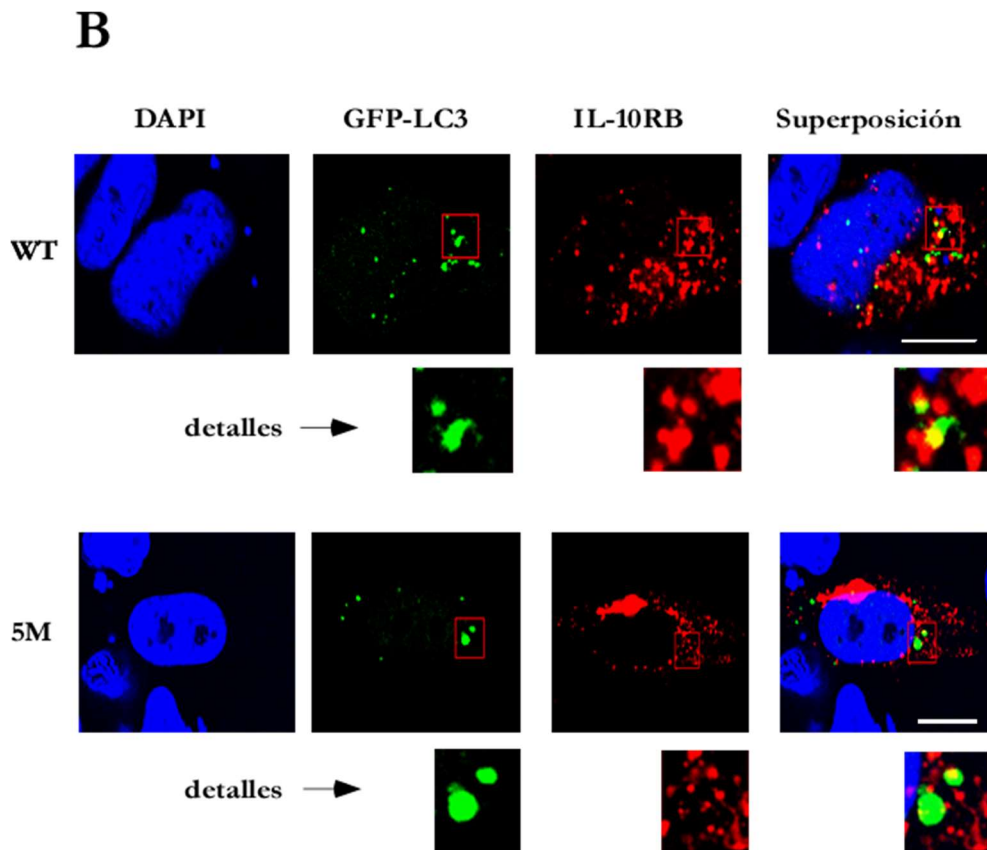 B
DAPI GFP-LC3 IL-10RB Superposición
WT
detalles
5M
detalles